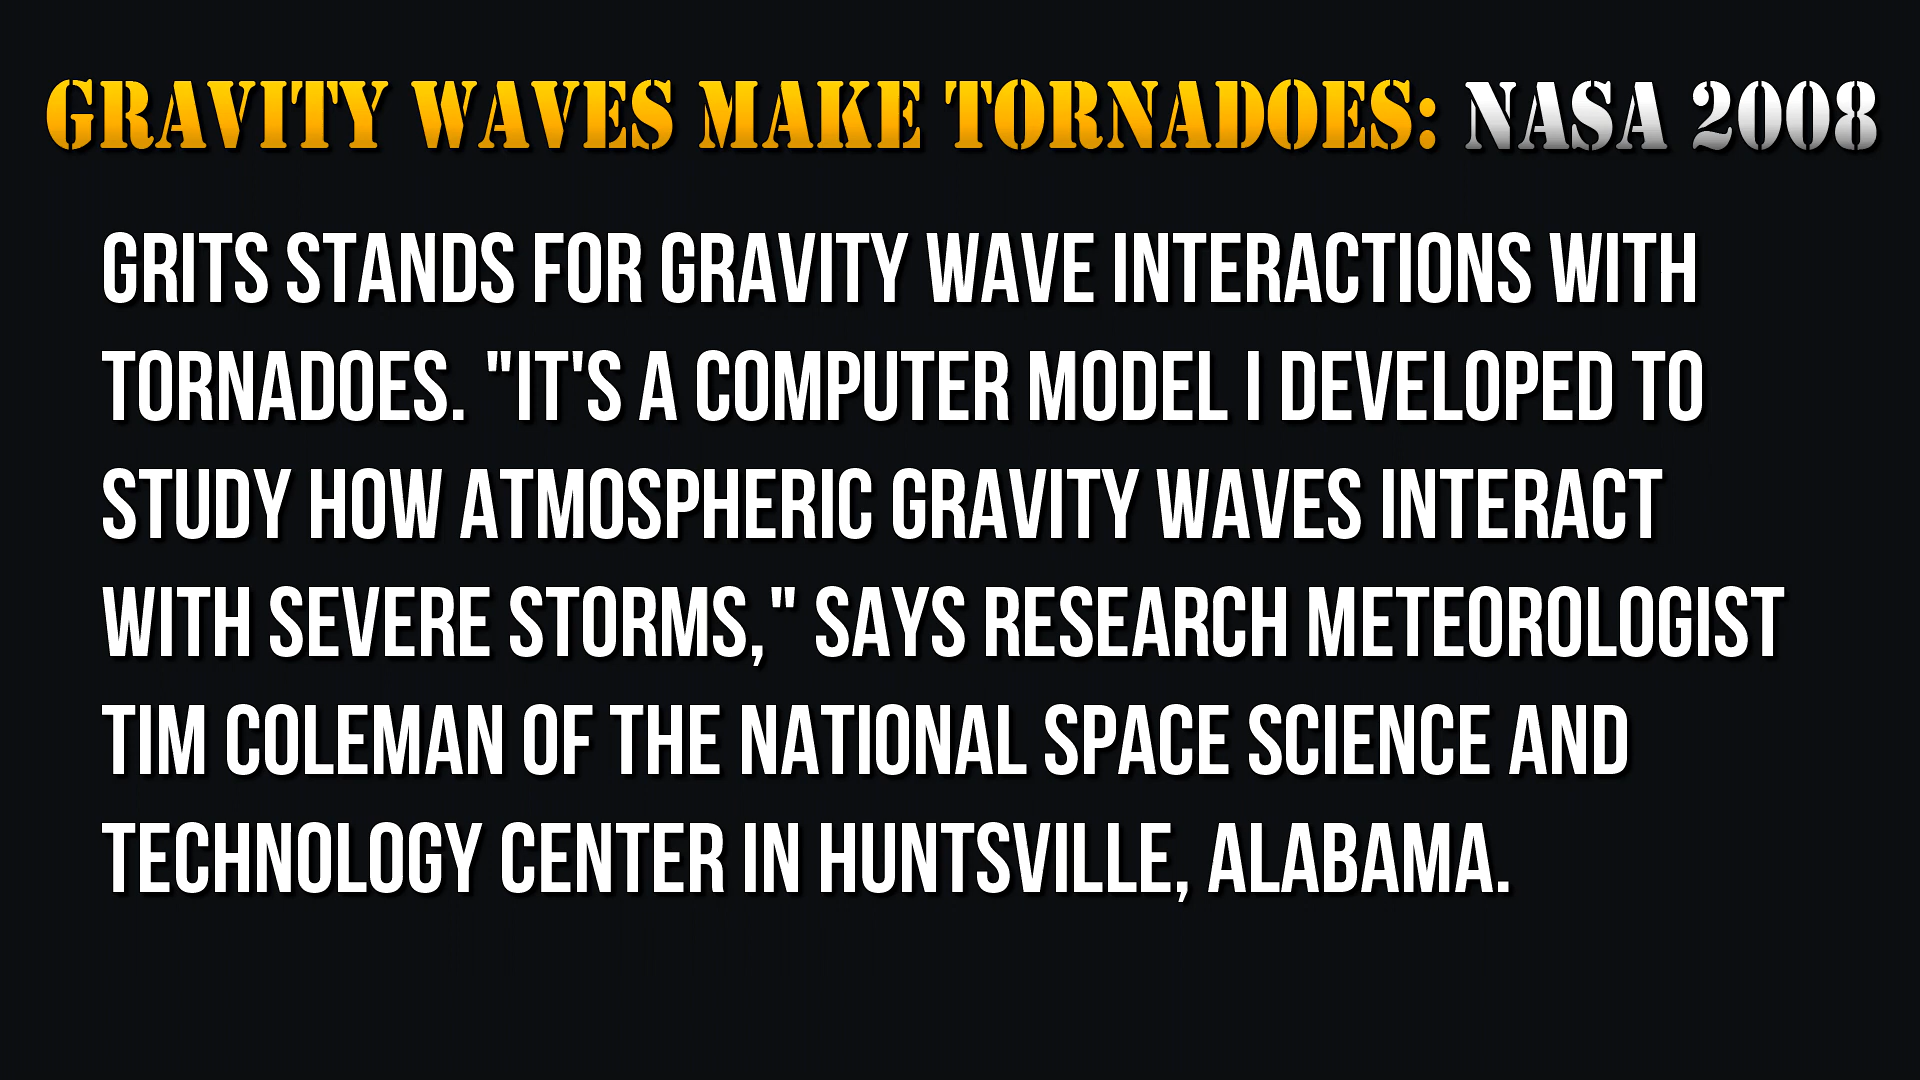 GRAVITY WAVES MAKE TORNADOES: NASA 2008
GRITS STANDS FOR GRAVITY WAVE INTERACTIONS WITH
TORNADOES. "IT'S A COMPUTER MODEL I DEVELOPED TO
STUDY HOW ATMOSPHERIC GRAVITY WAVES INTERACT
WITH SEVERE STORMS," SAYS RESEARCH METEOROLOGIST
TIM COLEMAN OF THE NATIONAL SPACE SCIENCE AND
TECHNOLOGY CENTER IN HUNTSVILLE, ALABAMA.